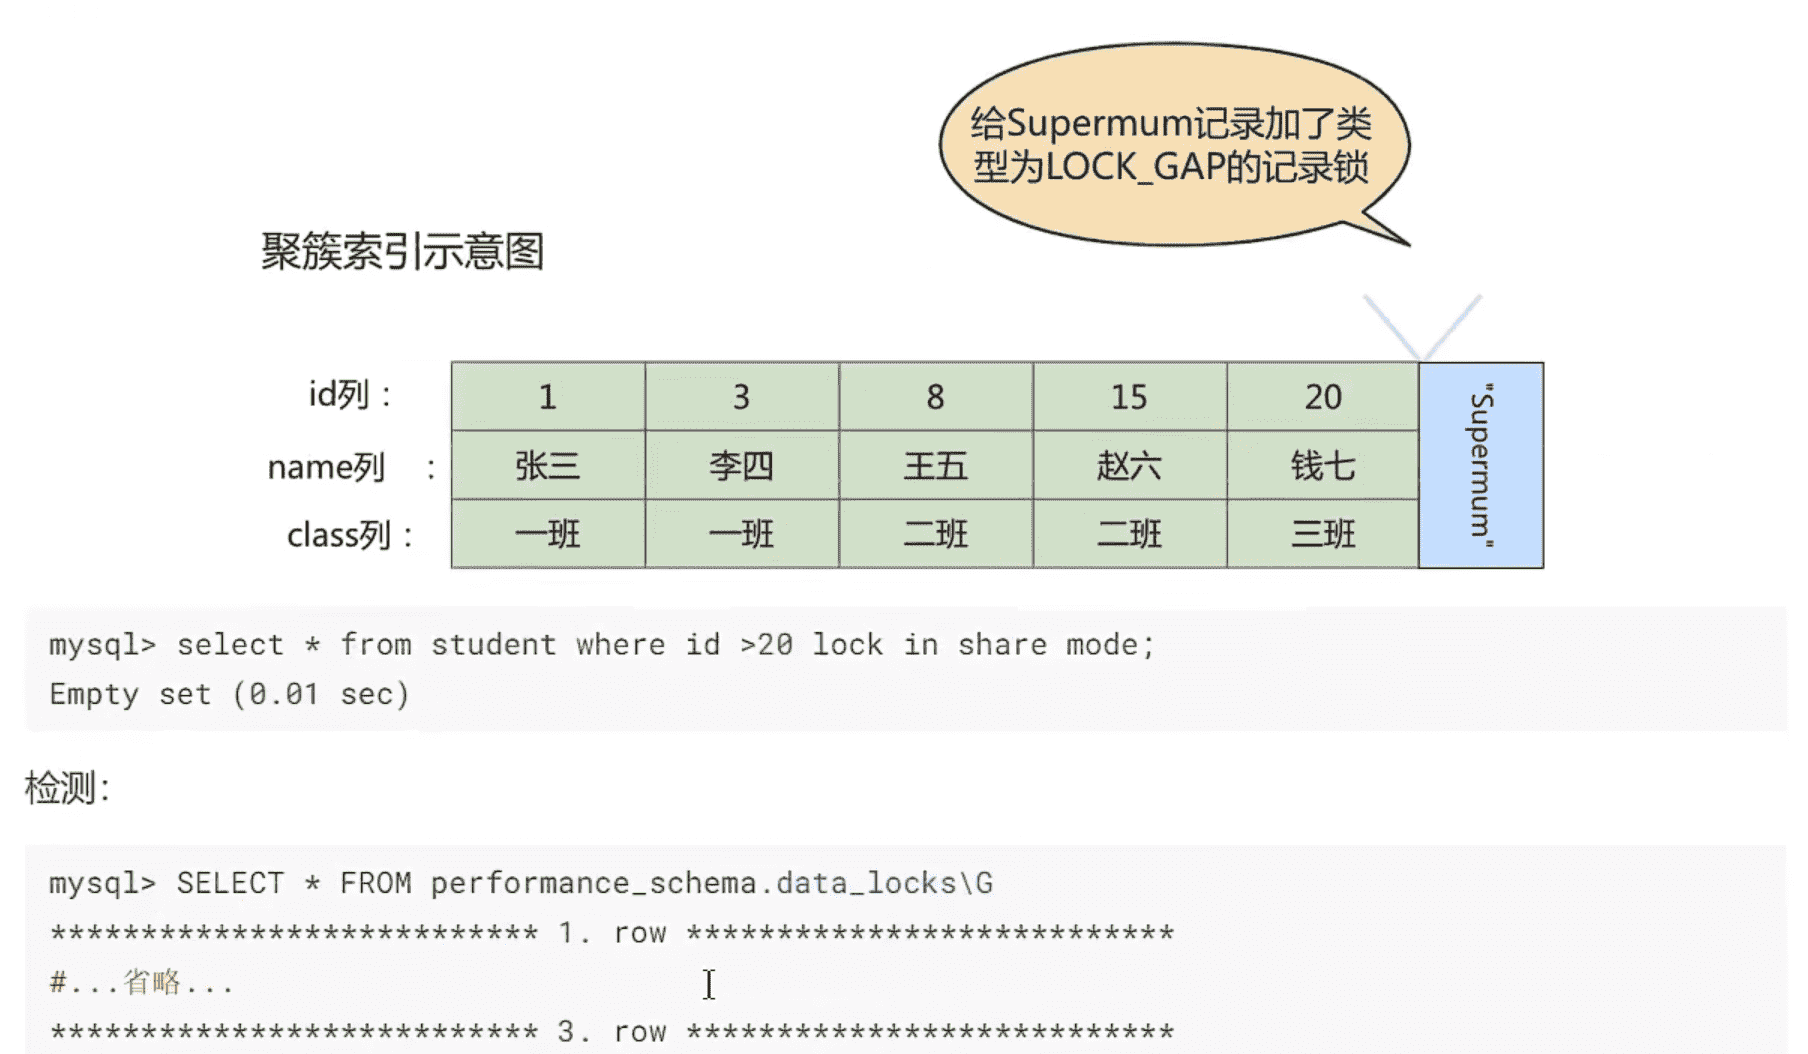 给Supermum记录加了类
型为LOCK_GAP的记录锁
聚簇索引示意图
id列： 1 3 8 15 20 "Supermum"
name列 ： 张三 李四 王五 赵六 钱七
class列： 一班 一班 二班 二班 三班
mysql> select * from student where id >20 lock in share mode;
Empty set (0.01 sec)
检测：
mysql> SELECT * FROM performance_schema.data_locks\G
*************************** 1. row ***************************
#...省略...
*************************** 3. row ***************************